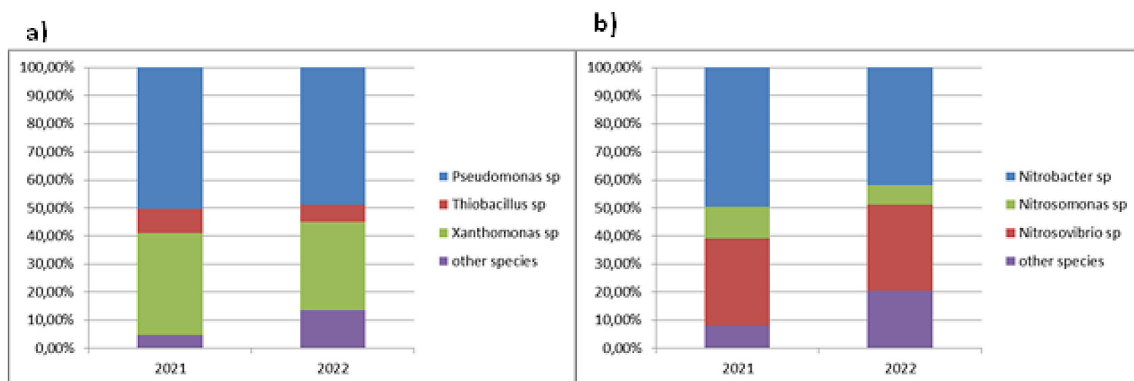 a)
100,00%
90,00%
80,00%
70,00%
60,00%
50,00%
40,00%
30,00%
20,00%
10,00%
0,00%
2021 2022
Pseudomonas sp
Thiobacillus sp
Xanthomonas sp
other species
b)
100,00%
90,00%
80,00%
70,00%
60,00%
50,00%
40,00%
30,00%
20,00%
10,00%
0,00%
2021 2022
Nitrobacter sp
Nitrosomonas sp
Nitrosovibrio sp
other species